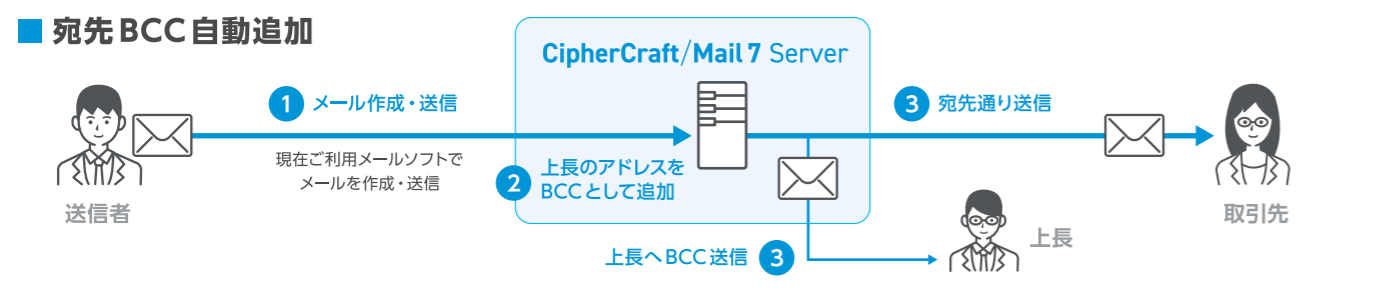 宛先BCC自動追加
CipherCraft/Mail 7 Server
1 メール作成・送信
現在ご利用メールソフトで
メールを作成・送信
送信者
2 上長のアドレスを
BCCとして追加
3 宛先通り送信
取引先
上長へBCC送信 3
上長